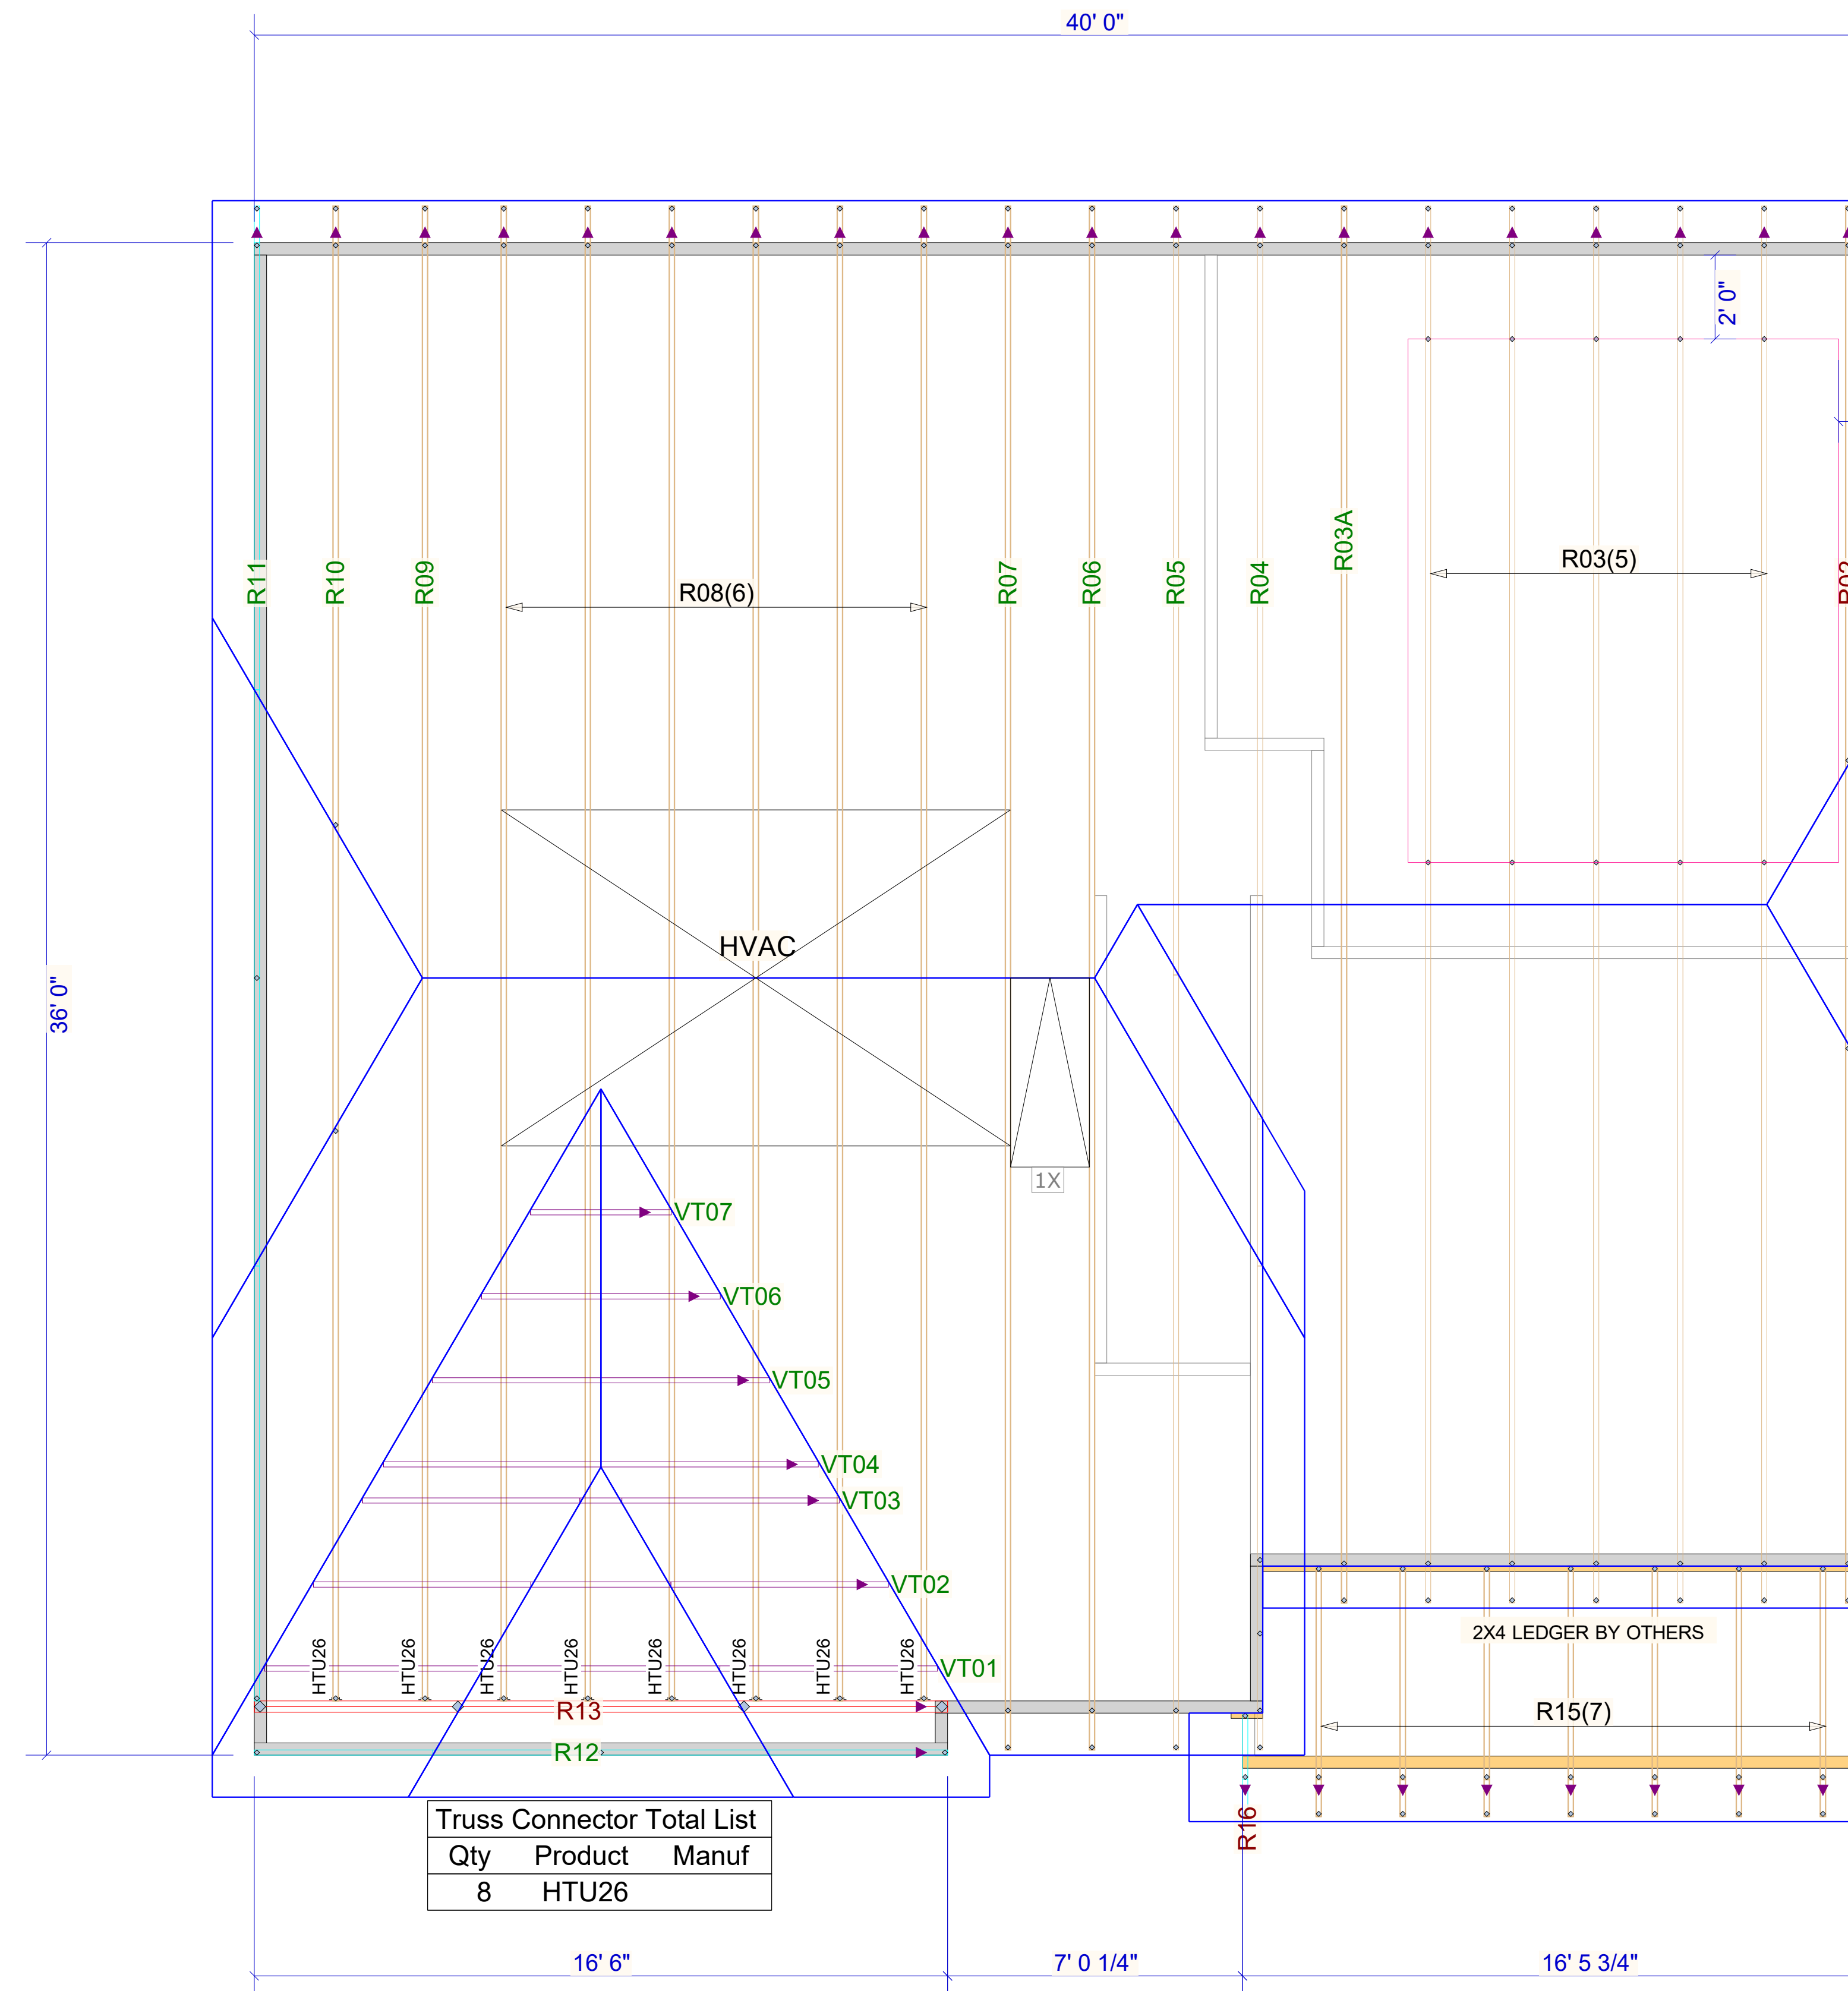 40' 0"
2' 0"
R11
R10
R09
R08(6)
R07
R06
R05
R04
R03A
R03(5)
36' 0"
HVAC
1X
VT07
VT06
VT05
VT04
VT03
VT02
VT01
HTU26
HTU26
HTU26
HTU26
HTU26
HTU26
HTU26
HTU26
2X4 LEDGER BY OTHERS
R13
R15(7)
R12
R16
Truss Connector Total List
Qty Product Manuf
8 HTU26
16' 6"
7' 0 1/4"
16' 5 3/4"